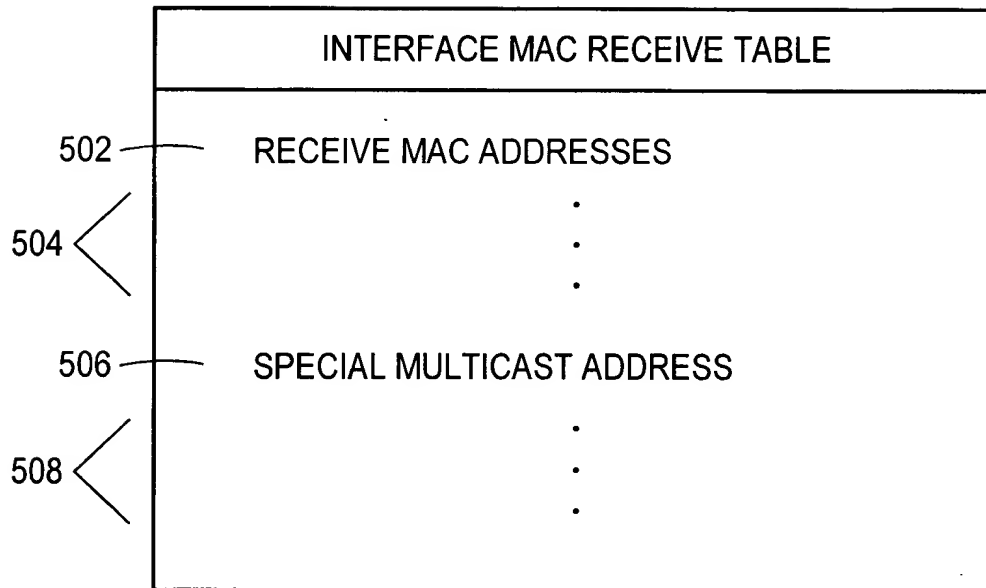 INTERFACE MAC RECEIVE TABLE
502 RECEIVE MAC ADDRESSES
504
506 SPECIAL MULTICAST ADDRESS
508